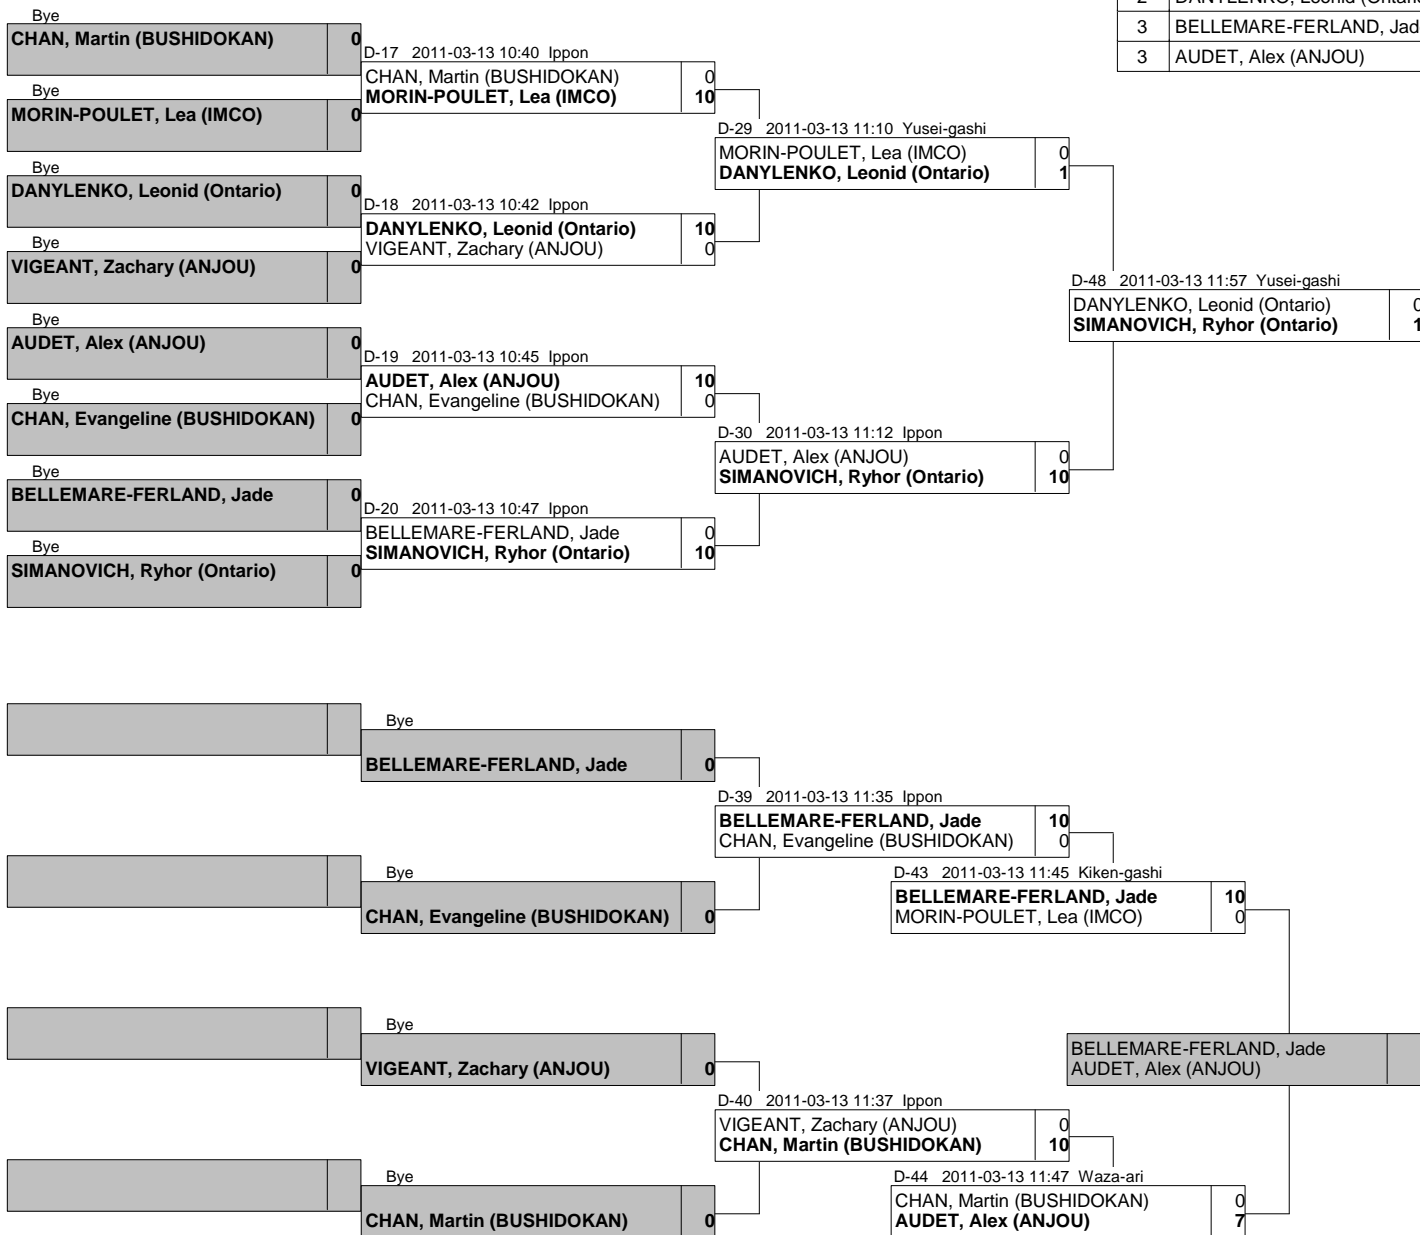 2 DANYLENKO, Leonid
3 BELLEMARE-FERLAND,
3 AUDET, Alex (ANJOU)
Bye
CHAN, Martin (BUSHIDOKAN) 0
Bye
MORIN-POULET, Lea (IMCO) 0
Bye
DANYLENKO, Leonid (Ontario) 0
Bye
VIGEANT, Zachary (ANJOU) 0
Bye
AUDET, Alex (ANJOU) 0
Bye
CHAN, Evangeline (BUSHIDOKAN) 0
Bye
BELLEMARE-FERLAND, Jade 0
Bye
SIMANOVICH, Ryhor (Ontario) 0
D-17 2011-03-13 10:40 Ippon
CHAN, Martin (BUSHIDOKAN) 0
MORIN-POULET, Lea (IMCO) 10
D-18 2011-03-13 10:42 Ippon
DANYLENKO, Leonid (Ontario) 10
VIGEANT, Zachary (ANJOU) 0
D-19 2011-03-13 10:45 Ippon
AUDET, Alex (ANJOU) 10
CHAN, Evangeline (BUSHIDOKAN) 0
D-20 2011-03-13 10:47 Ippon
BELLEMARE-FERLAND, Jade 0
SIMANOVICH, Ryhor (Ontario) 10
D-29 2011-03-13 11:10 Yusei-gashi
MORIN-POULET, Lea (IMCO) 0
DANYLENKO, Leonid (Ontario) 1
D-30 2011-03-13 11:12 Ippon
AUDET, Alex (ANJOU) 0
SIMANOVICH, Ryhor (Ontario) 10
D-48 2011-03-13 11:57 Yusei-gashi
DANYLENKO, Leonid (Ontario) 0
SIMANOVICH, Ryhor (Ontario) 1
Bye
BELLEMARE-FERLAND, Jade 0
Bye
CHAN, Evangeline (BUSHIDOKAN) 0
Bye
VIGEANT, Zachary (ANJOU) 0
Bye
CHAN, Martin (BUSHIDOKAN) 0
D-39 2011-03-13 11:35 Ippon
BELLEMARE-FERLAND, Jade 10
CHAN, Evangeline (BUSHIDOKAN) 0
D-40 2011-03-13 11:37 Ippon
VIGEANT, Zachary (ANJOU) 0
CHAN, Martin (BUSHIDOKAN) 10
D-43 2011-03-13 11:45 Kiken-gashi
BELLEMARE-FERLAND, Jade 10
MORIN-POULET, Lea (IMCO) 0
D-44 2011-03-13 11:47 Waza-ari
CHAN, Martin (BUSHIDOKAN) 0
AUDET, Alex (ANJOU) 7
BELLEMARE-FERLAND, Jade
AUDET, Alex (ANJOU)